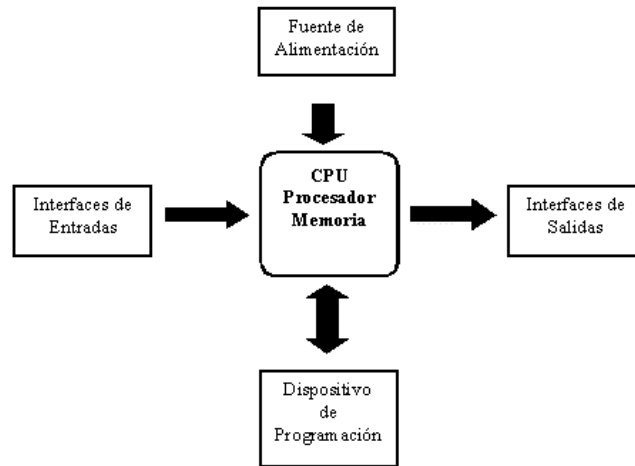 Fuente de
Alimentación
CPU
Procesador
Memoria
Interfaces de
Entradas
Interfaces de
Salidas
Dispositivo
de
Programación